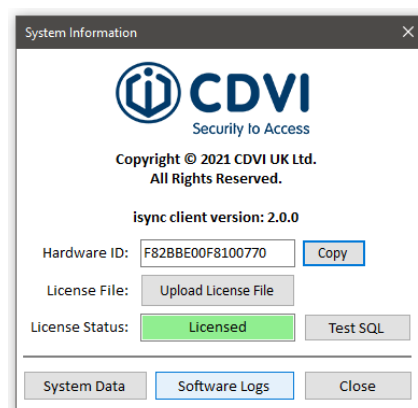 System Information
CDVI
Security to Access
Copyright © 2021 CDVI UK Ltd.
All Rights Reserved.
isync client version: 2.0.0
Hardware ID: F82BBE00F8100770 Copy
License File: Upload License File
License Status: Licensed Test SQL
System Data Software Logs Close